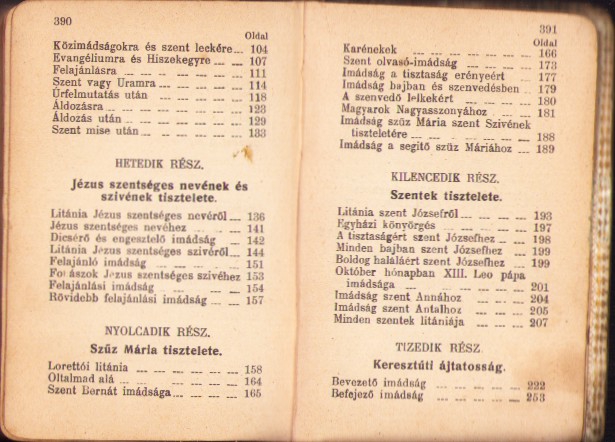 390
Oldal
Közimádságokra és szent leckére... 104
Evangéliumra és Hiszekegyre ... 107
Felajánlásra ... 111
Szent vagy Uramra ... 114
Úrfelmutatás után ... 118
Áldozásra ... 123
Áldozás után ... 129
Szent mise után ... 133
HETEDIK RÉSZ.
Jézus szentséges nevének és
szivének tisztelete.
Litánia Jézus szentséges nevéről ... 136
Jézus szentséges nevéhez ... 141
Dicsérő és engesztelő imádság ... 142
Litánia Jézus szentséges szivéről ... 144
Felajánló imádság ... 151
Fohászok Jézus szentséges szivéhez 153
Felajánlási imádság ... 154
Rövidebb felajánlási imádság ... 157
NYOLCADIK RÉSZ.
Szűz Mária tisztelete.
Lorettói litánia ... 158
Oltalmad alá ... 164
Szent Bernát imádsága ... 165
391
Oldal
Karénekek ... 166
Szent olvasó-imádság ... 173
Imádság a tisztaság erényeért ... 177
Imádság bajban és szenvedésben .. 179
A szenvedő lelkekért ... 180
Magyarok Nagyasszonyához ... 181
Imádság szűz Mária szent Szivének
tiszteletére ... 188
Imádság a segitő szűz Máriához ... 189
KILENCEDIK RÉSZ.
Szentek tisztelete.
Litánia szent Józsefről ... 193
Egyházi könyörgés ... 197
A tisztaságért szent Józsefhez ... 198
Minden bajban szent Józsefhez ... 199
Boldog haláláért szent Józsefhez ... 199
Október hónapban XIII. Leo pápa
imádsága ... 201
Imádság szent Annához ... 204
Imádság szent Antalhoz ... 205
Minden szentek litániája ... 207
TIZEDIK RÉSZ.
Keresztúti ájtatosság.
Bevezető imádság ... 222
Befejező imádság ... 253